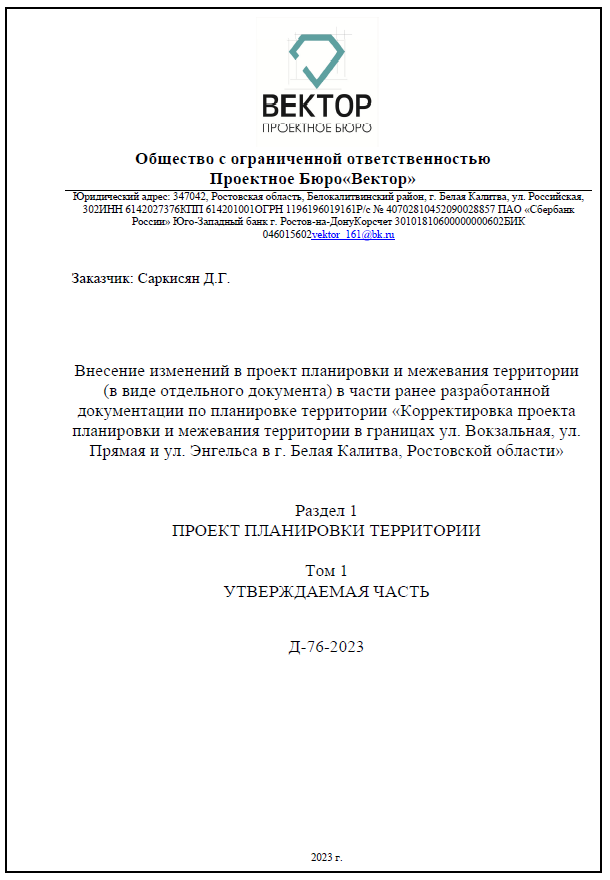 ВЕКТОР
ПРОЕКТНОЕ БЮРО
Общество с ограниченной ответственностью
Проектное Бюро«Вектор»
Юридический адрес: 347042, Ростовская область, Белокалитвинский район, г. Белая Калитва, ул. Российская,
302ИНН 6142027376КПП 614201001ОГРН 1196196019161Р/с № 40702810452090028857 ПАО «Сбербанк
России» Юго-Западный банк г. Ростов-на-ДонуКорсчет 30101810600000000602БИК
046015602vektor_161@bk.ru
Заказчик: Саркисян Д.Г.
Внесение изменений в проект планировки и межевания территории
(в виде отдельного документа) в части ранее разработанной
документации по планировке территории «Корректировка проекта
планировки и межевания территории в границах ул. Вокзальная, ул.
Прямая и ул. Энгельса в г. Белая Калитва, Ростовской области»
Раздел 1
ПРОЕКТ ПЛАНИРОВКИ ТЕРРИТОРИИ
Том 1
УТВЕРЖДАЕМАЯ ЧАСТЬ
Д-76-2023
2023 г.